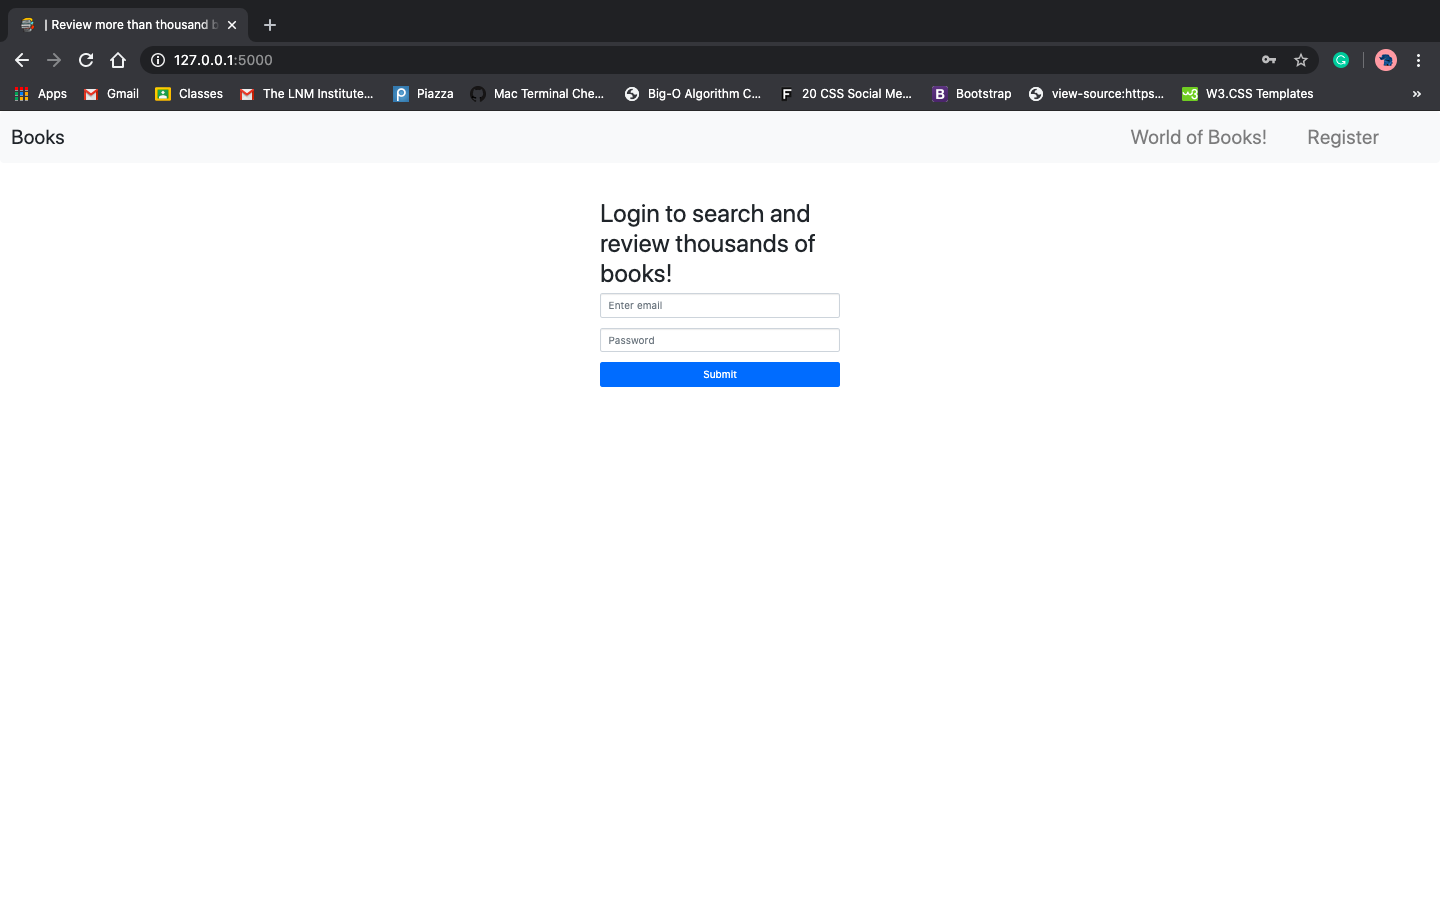 | Review more than thousand b
127.0.0.1:5000
Apps Gmail Classes The LNM Institute... Piazza Mac Terminal Che... Big-O Algorithm C... F 20 CSS Social Me... B Bootstrap view-source:https... W3.CSS Templates »
Books World of Books! Register
Login to search and
review thousands of
books!
Enter email
Password
Submit